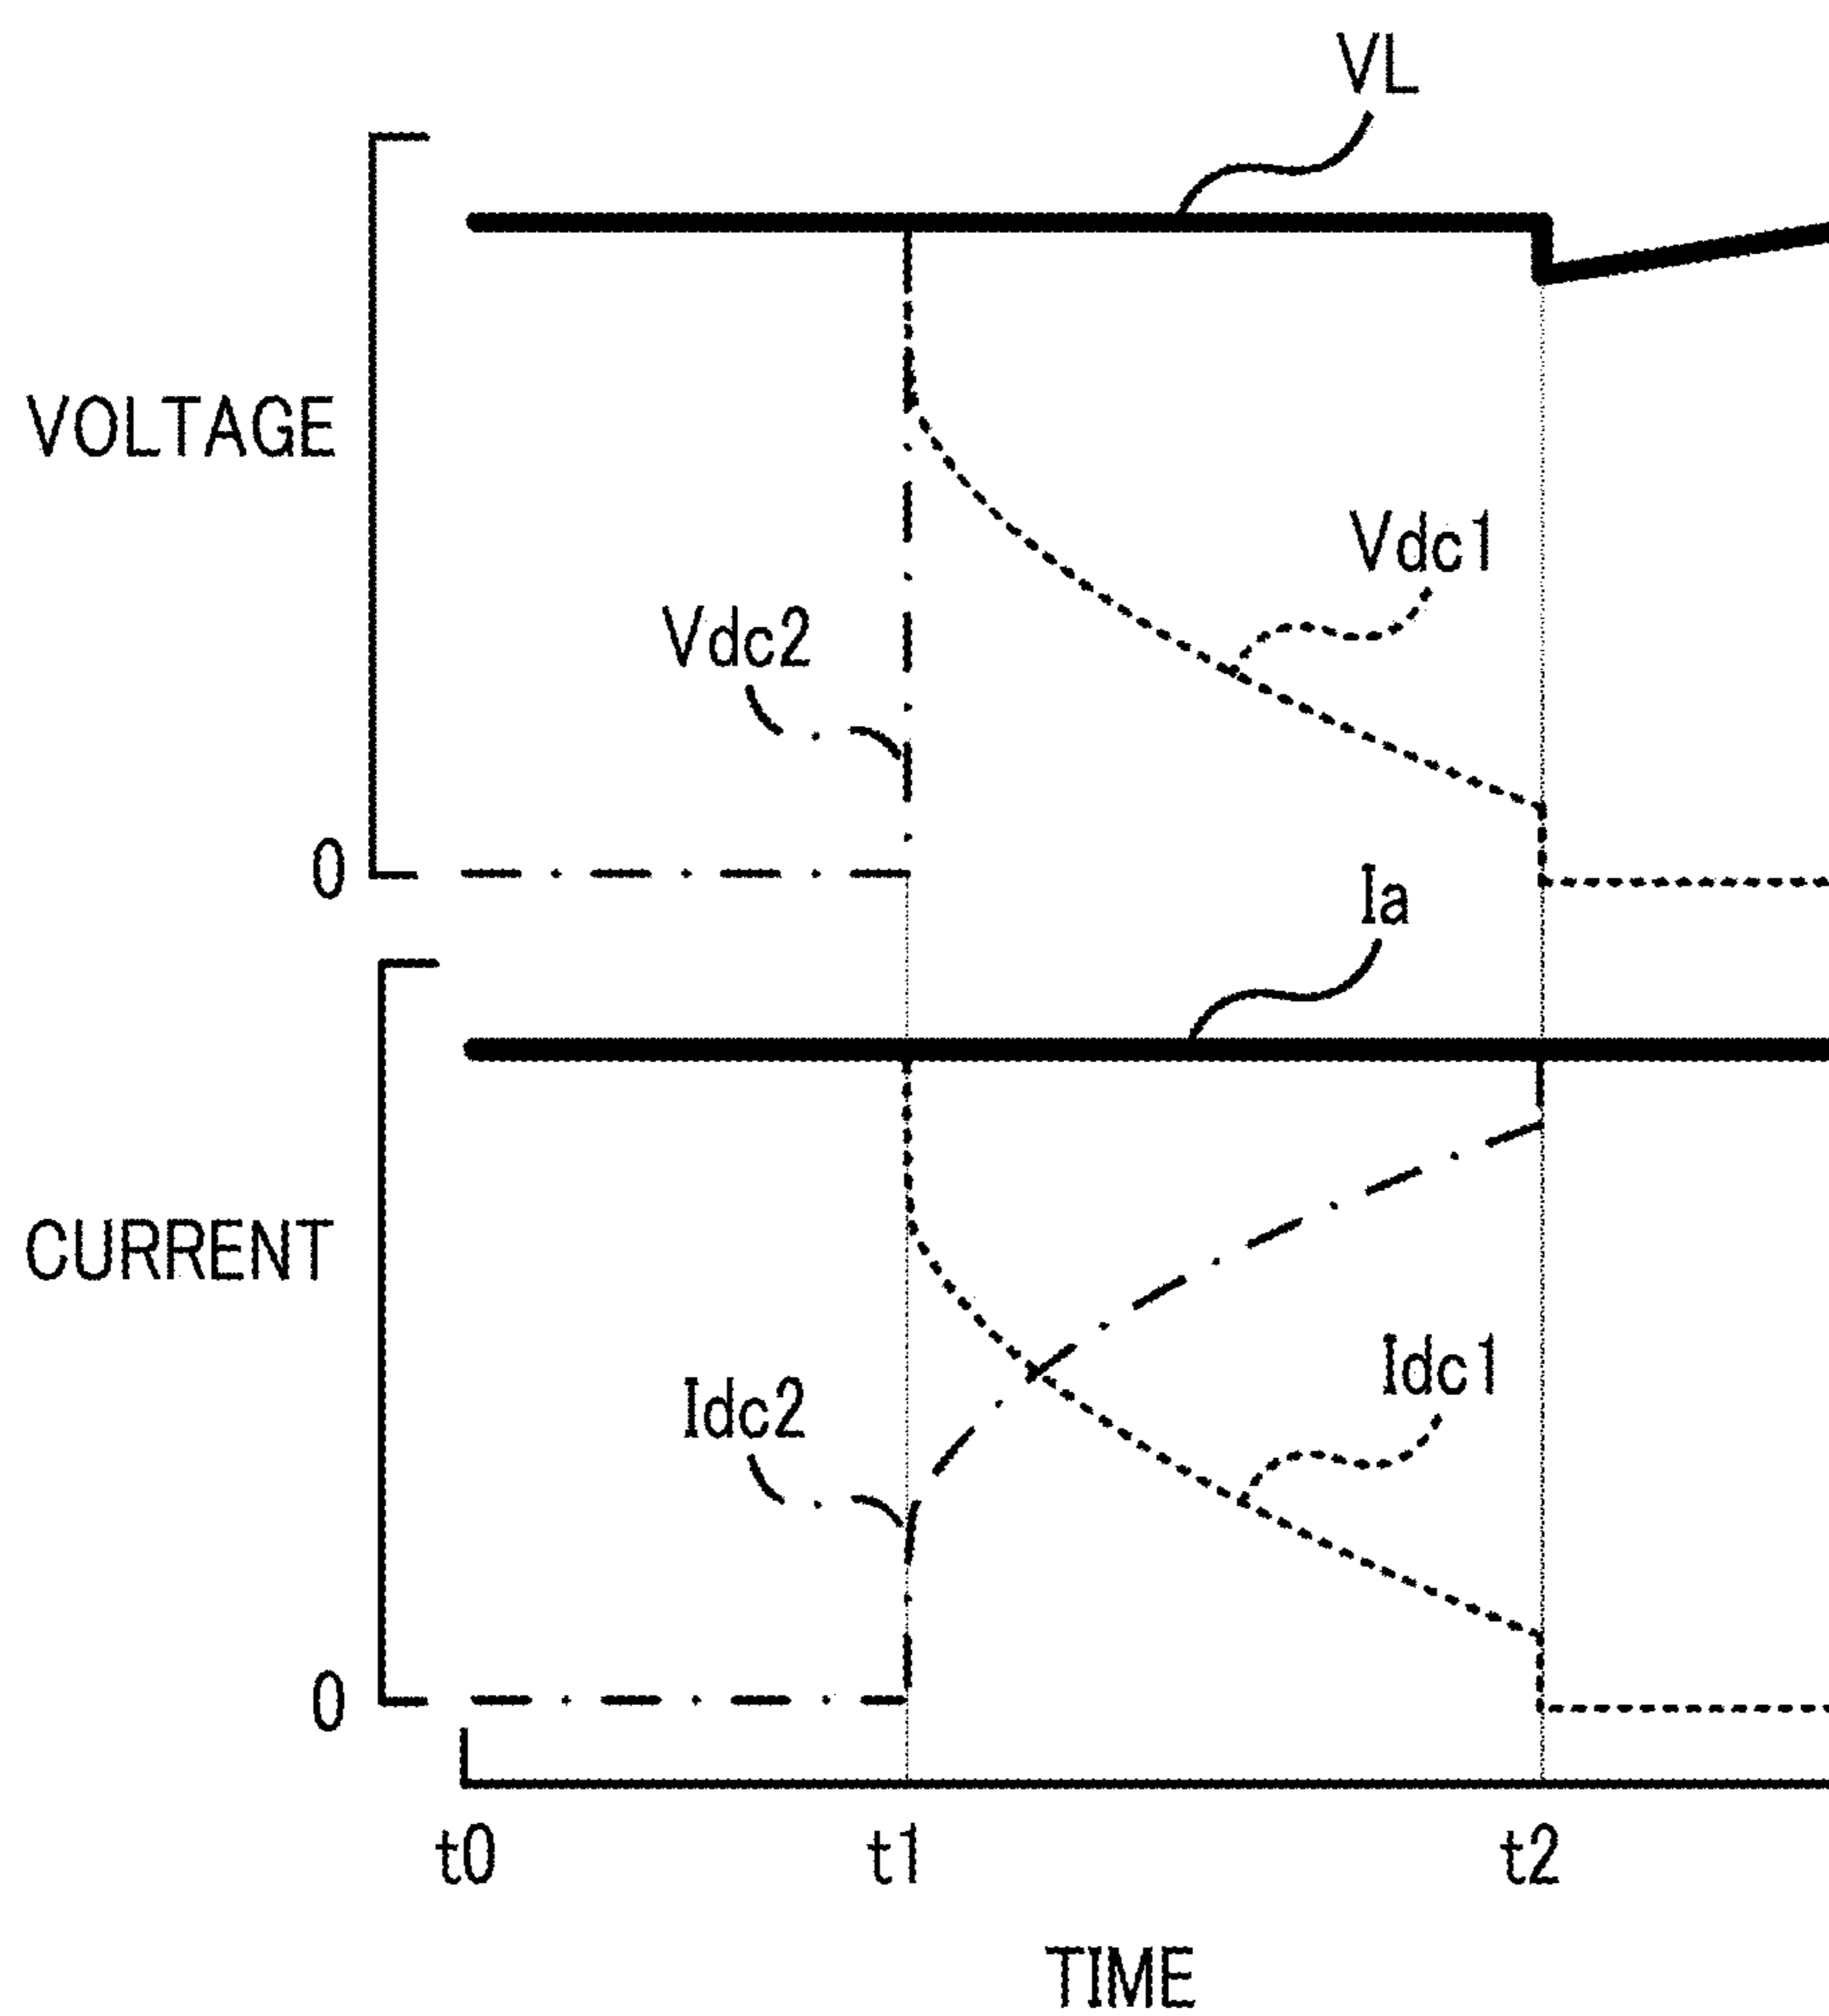 VL
VOLTAGE
Vdc1
Vdc2
0
Ia
CURRENT
Idc1
Idc2
0
t0 t1 t2
TIME